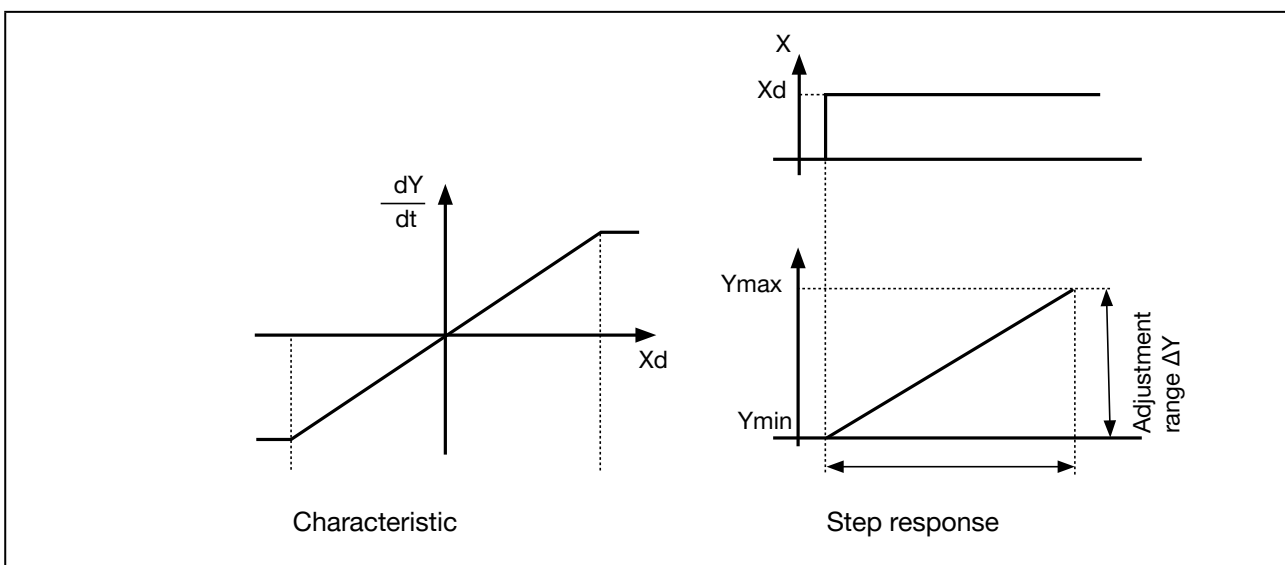 dY
dt
Xd
Characteristic
X
Xd
Ymax
Ymin
Adjustment
range ΔY
Step response